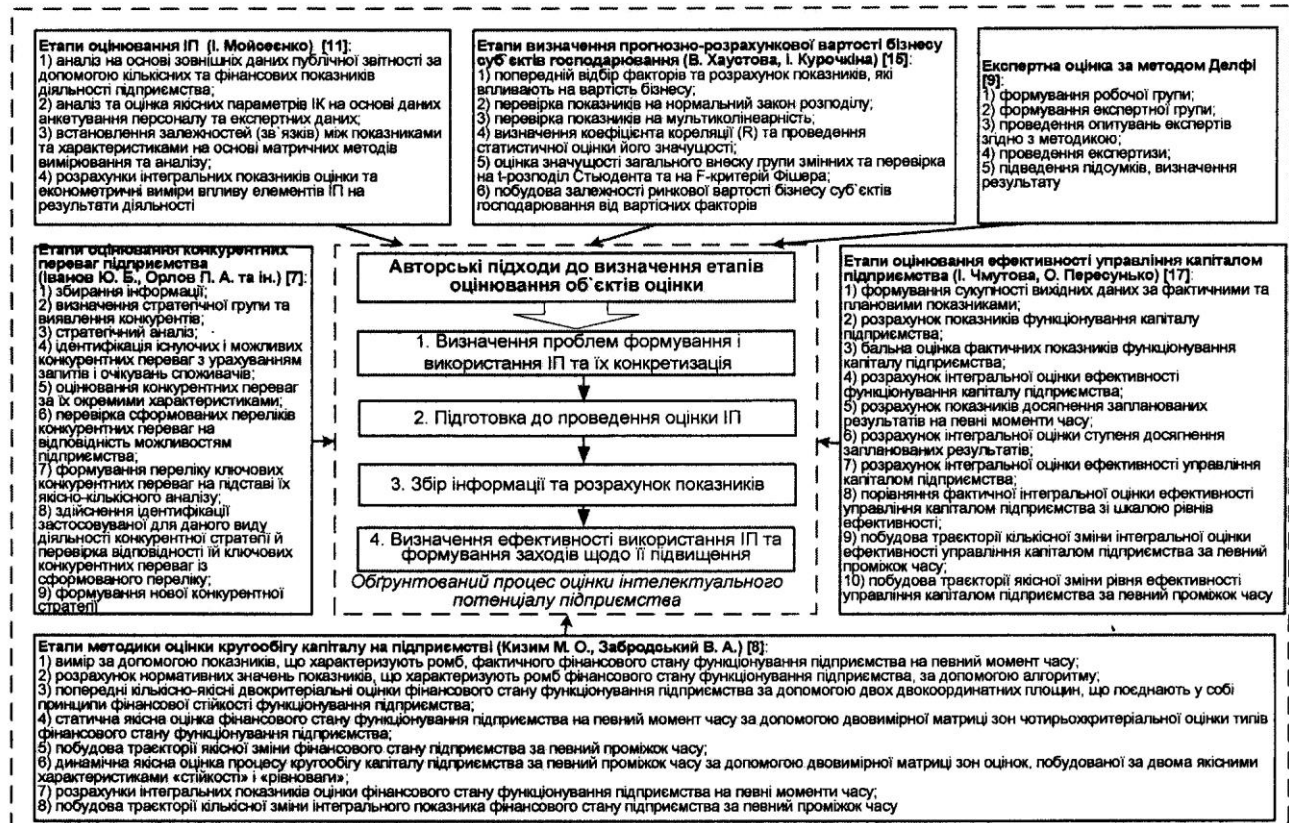 Етапи оцінювання ІП (І. Мойсеєнко) [11]:
1) аналіз на основі зовнішніх даних публічної звітності за
допомогою кількісних та фінансових показників
діяльності підприємства;
2) аналіз та оцінка якісних параметрів ІК на основі даних
анкетування персоналу та експертних даних;
3) встановлення залежностей (зв`язків) між показниками
та характеристиками на основі матричних методів
вимірювання та аналізу;
4) розрахунки інтегральних показників оцінки та
економетричні виміри впливу елементів ІП на
результати діяльності
Етапи визначення прогнозно-розрахункової вартості бізнесу
суб`єктів господарювання (В. Хаустова, І. Курочкіна) [15]:
1) попередній відбір факторів та розрахунок показників, які
впливають на вартість бізнесу;
2) перевірка показників на нормальний закон розподілу;
3) перевірка показників на мультиколінеарність;
4) визначення коефіцієнта кореляції (R) та проведення
статистичної оцінки його значущості;
5) оцінка значущості загального внеску групи змінних та перевірка
на t-розподіл Стьюдента та на F-критерій Фішера;
6) побудова залежності ринкової вартості бізнесу суб`єктів
господарювання від вартісних факторів
Експертна оцінка за методом Делфі
[9]:
1) формування робочої групи;
2) формування експертної групи;
3) проведення опитувань експертів
згідно з методикою;
4) проведення експертизи;
5) підведення підсумків, визначення
результату
Етапи оцінювання конкурентних
переваг підприємства
(Іванов Ю. Б., Орлов П. А. та ін.) [7]:
1) збирання інформації;
2) визначення стратегічної групи та
виявлення конкурентів;
3) стратегічний аналіз;
4) ідентифікація існуючих і можливих
конкурентних переваг з урахуванням
запитів і очікувань споживачів;
5) оцінювання конкурентних переваг
за їх окремими характеристиками;
6) перевірка сформованих переліків
конкурентних переваг на
відповідність можливостям
підприємства;
7) формування переліку ключових
конкурентних переваг на підставі їх
якісно-кількісного аналізу;
8) здійснення ідентифікації
застосовуваної для даного виду
діяльності конкурентної стратегії й
перевірка відповідності їй ключових
конкурентних переваг із
сформованого переліку;
9) формування нової конкурентної
стратегії
Авторські підходи до визначення етапів
оцінювання об`єктів оцінки
1. Визначення проблем формування і
використання ІП та їх конкретизація
2. Підготовка до проведення оцінки ІП
3. Збір інформації та розрахунок показників
4. Визначення ефективності використання ІП та
формування заходів щодо її підвищення
Обґрунтований процес оцінки інтелектуального
потенціалу підприємства
Етапи оцінювання ефективності управління капіталом
підприємства (І. Чмутова, О. Пересунько) [17]:
1) формування сукупності вихідних даних за фактичними та
плановими показниками;
2) розрахунок показників функціонування капіталу
підприємства;
3) бальна оцінка фактичних показників функціонування
капіталу підприємства;
4) розрахунок інтегральної оцінки ефективності
функціонування капіталу підприємства;
5) розрахунок показників досягнення запланованих
результатів на певні моменти часу;
6) розрахунок інтегральної оцінки ступеня досягнення
запланованих результатів;
7) розрахунок інтегральної оцінки ефективності управління
капіталом підприємства;
8) порівняння фактичної інтегральної оцінки ефективності
управління капіталом підприємства зі шкалою рівнів
ефективності;
9) побудова траєкторії кількісної зміни інтегральної оцінки
ефективності управління капіталом підприємства за певний
проміжок часу;
10) побудова траєкторії якісної зміни рівня ефективності
управління капіталом підприємства за певний проміжок часу
Етапи методики оцінки кругообігу капіталу на підприємстві (Кизим М. О., Забродський В. А.) [8]:
1) вимір за допомогою показників, що характеризують ромб, фактичного фінансового стану функціонування підприємства на певний момент часу;
2) розрахунок нормативних значень показників, що характеризують ромб фінансового стану функціонування підприємства, за допомогою алгоритму;
3) попередні кількісно-якісні двокритеріальні оцінки фінансового стану функціонування підприємства за допомогою двох двокоординатних площин, що поєднають у собі
принципи фінансової стійкості функціонування підприємства;
4) статична якісна оцінка фінансового стану функціонування підприємства на певний момент часу за допомогою двовимірної матриці зон чотирьохкритеріальної оцінки типів
фінансового стану функціонування підприємства;
5) побудова траєкторії якісної зміни фінансового стану підприємства за певний проміжок часу;
6) динамічна якісна оцінка процесу кругообігу капіталу підприємства за певний проміжок часу за допомогою двовимірної матриці зон оцінок, побудованої за двома якісними
характеристиками «стійкості» і «рівноваги»;
7) розрахунки інтегральних показників оцінки фінансового стану функціонування підприємства на певні моменти часу;
8) побудова траєкторії кількісної зміни інтегрального показника фінансового стану підприємства за певний проміжок часу